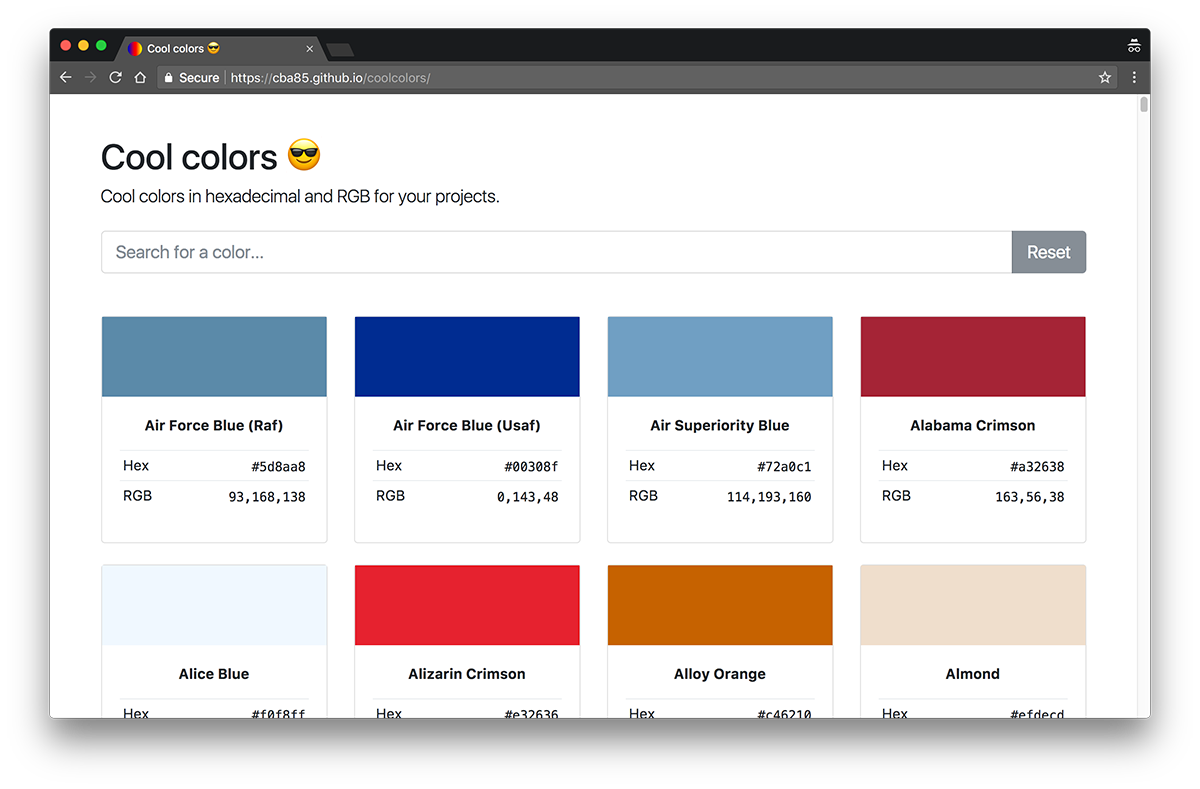 Cool colors 😎
Secure https://cba85.github.io/coolcolors/
Cool colors 😎
Cool colors in hexadecimal and RGB for your projects.
Search for a color... Reset
Air Force Blue (Raf) Air Force Blue (Usaf) Air Superiority Blue Alabama Crimson
Hex #5d8aa8 Hex #00308f Hex #72a0c1 Hex #a32638
RGB 93,168,138 RGB 0,143,48 RGB 114,193,160 RGB 163,56,38
Alice Blue Alizarin Crimson Alloy Orange Almond
Hex #f0f8ff Hex #e32636 Hex #c46210 Hex #efdecd